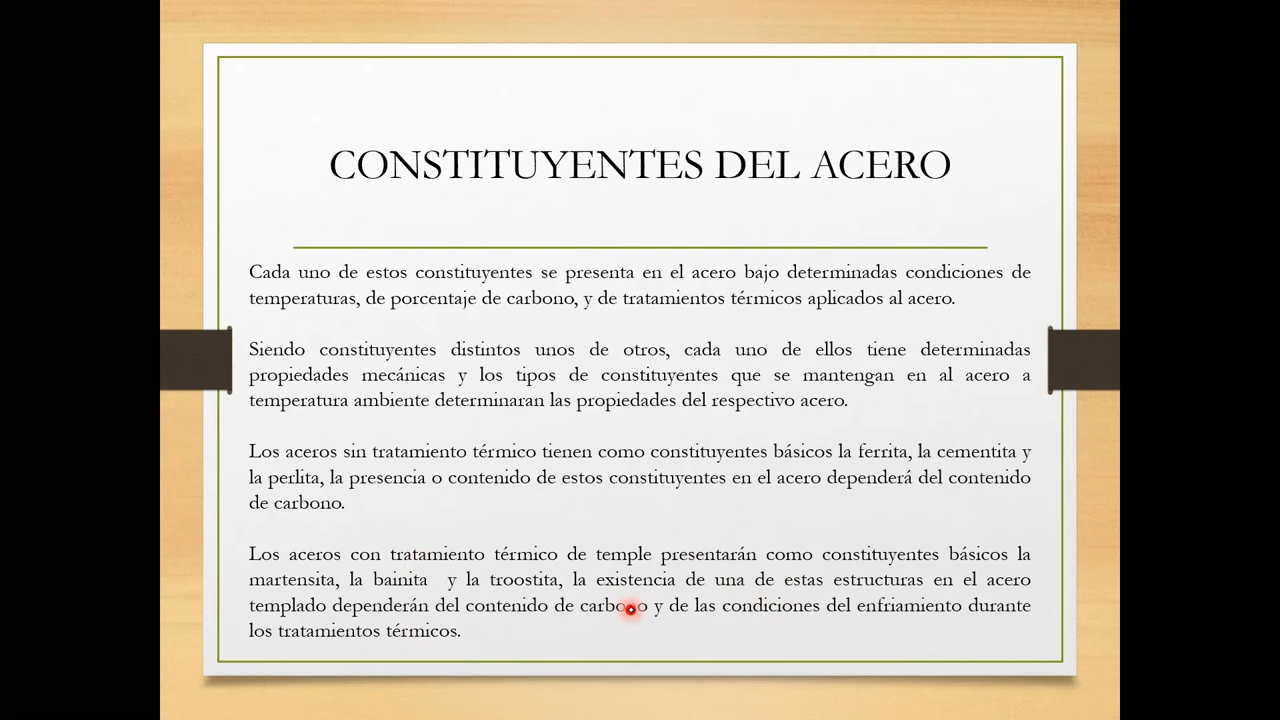 CONSTITUYENTES DEL ACERO
Cada uno de estos constituyentes se presenta en el acero bajo determinadas condiciones de
temperaturas, de porcentaje de carbono, y de tratamientos térmicos aplicados al acero.
Siendo constituyentes distintos unos de otros, cada uno de ellos tiene determinadas
propiedades mecánicas y los tipos de constituyentes que se mantengan en al acero a
temperatura ambiente determinaran las propiedades del respectivo acero.
Los aceros sin tratamiento térmico tienen como constituyentes básicos la ferrita, la cementita y
la perlita, la presencia o contenido de estos constituyentes en el acero dependerá del contenido
de carbono.
Los aceros con tratamiento térmico de temple presentarán como constituyentes básicos la
martensita, la bainita y la troostita, la existencia de una de estas estructuras en el acero
templado dependerán del contenido de carbono y de las condiciones del enfriamiento durante
los tratamientos térmicos.